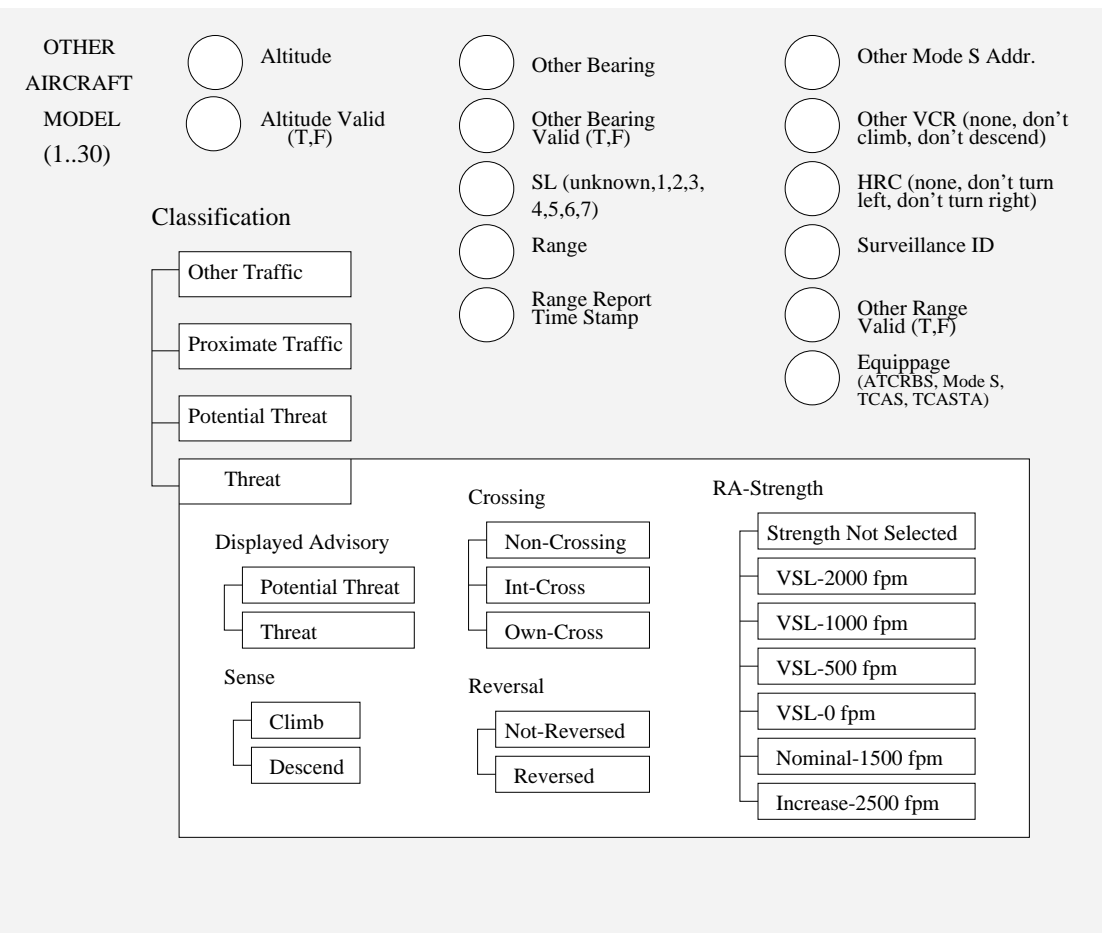 OTHER
AIRCRAFT
MODEL
(1..30)
Altitude
Altitude Valid
(T,F)
Other Bearing
Other Bearing
Valid (T,F)
SL (unknown,1,2,3,
4,5,6,7)
Range
Range Report
Time Stamp
Other Mode S Addr.
Other VCR (none, don't
climb, don't descend)
HRC (none, don't turn
left, don't turn right)
Surveillance ID
Other Range
Valid (T,F)
Equippage
(ATCRBS, Mode S,
TCAS, TCASTA)
Classification
Other Traffic
Proximate Traffic
Potential Threat
Threat
Displayed Advisory
Potential Threat
Threat
Sense
Climb
Descend
Crossing
Non-Crossing
Int-Cross
Own-Cross
Reversal
Not-Reversed
Reversed
RA-Strength
Strength Not Selected
VSL-2000 fpm
VSL-1000 fpm
VSL-500 fpm
VSL-0 fpm
Nominal-1500 fpm
Increase-2500 fpm